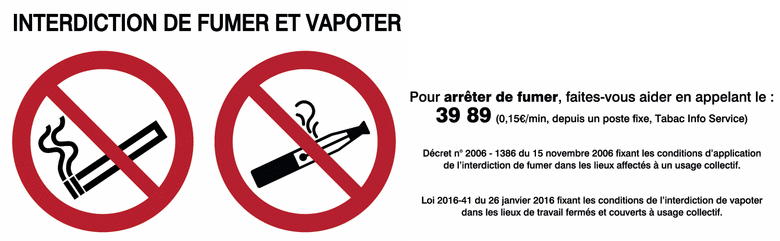 INTERDICTION DE FUMER ET VAPOTER
Pour arrêter de fumer, faites-vous aider en appelant le :
39 89 (0,15€/min, depuis un poste fixe, Tabac Info Service)
Décret n° 2006 - 1386 du 15 novembre 2006 fixant les conditions d'application
de l'interdiction de fumer dans les lieux affectés à un usage collectif.
Loi 2016-41 du 26 janvier 2016 fixant les conditions de l'interdiction de vapoter
dans les lieux de travail fermés et couverts à usage collectif.